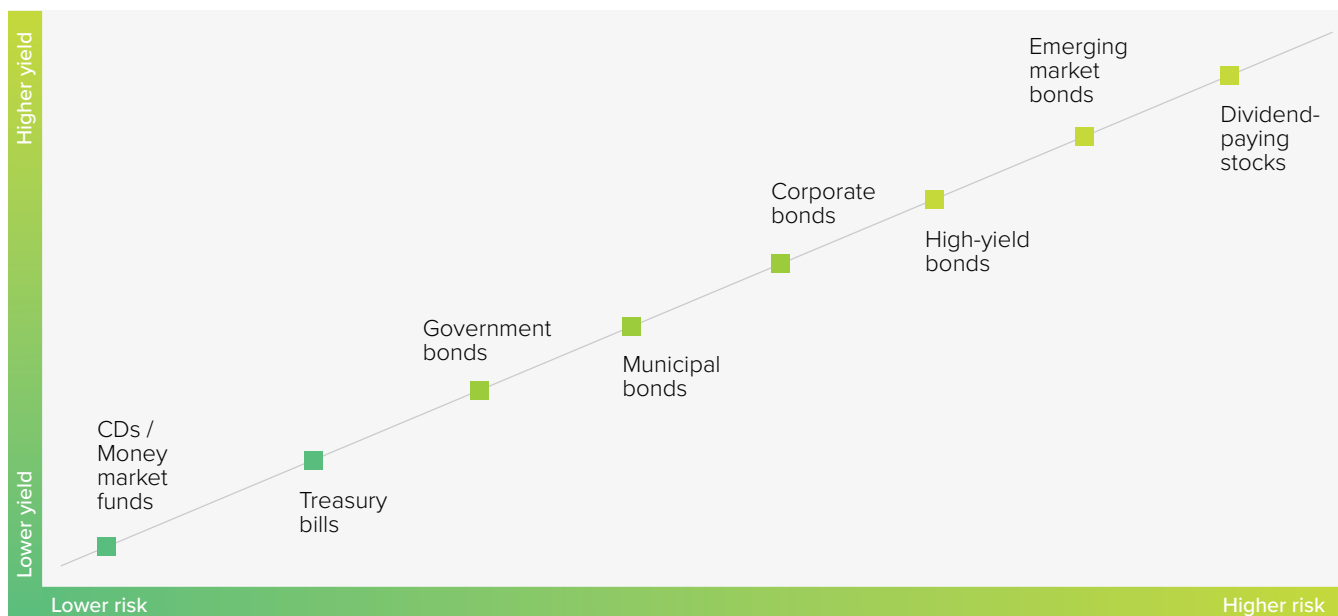 Higher yield
Lower yield
Emerging
market
bonds
Dividend-
paying
stocks
Corporate
bonds
High-yield
bonds
Government
bonds
Municipal
bonds
CDs /
Money
market
funds
Treasury
bills
Lower risk
Higher risk